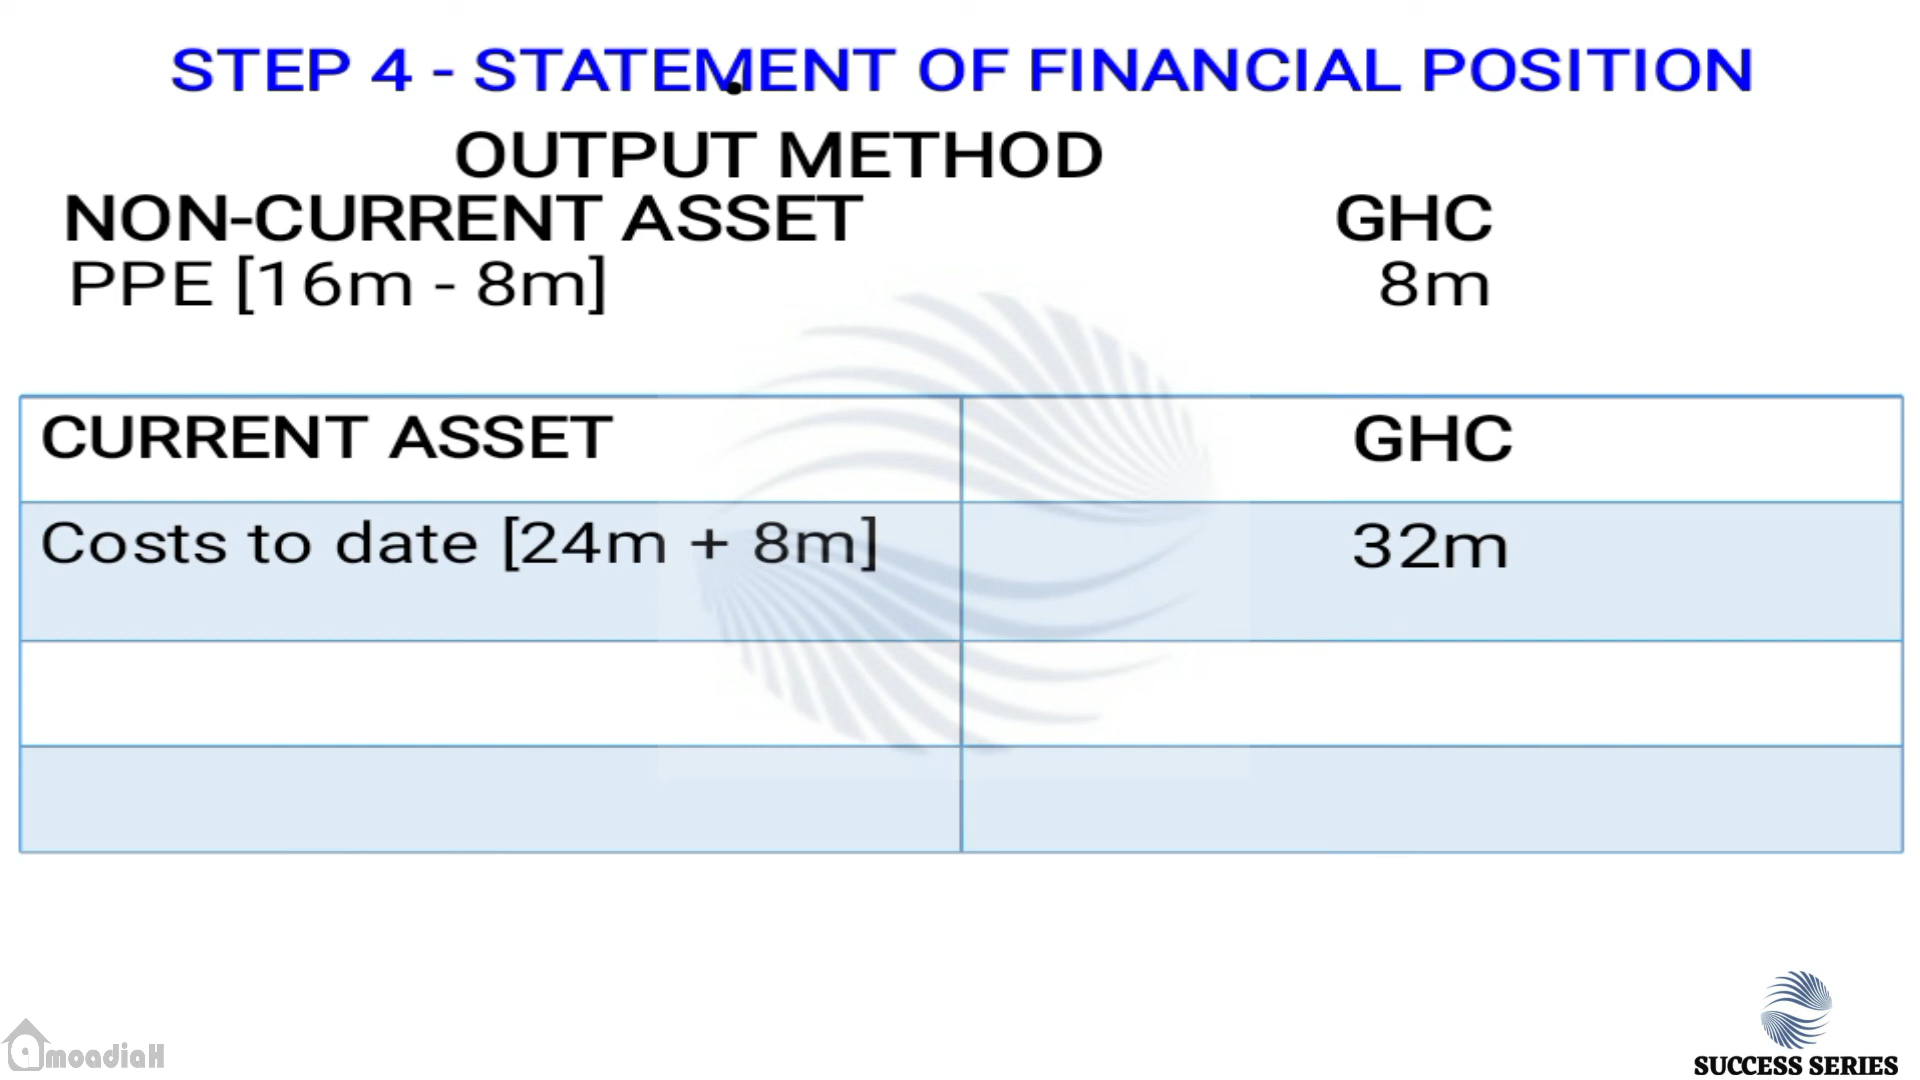 STEP 4 - STATEMENT OF FINANCIAL POSITION
OUTPUT METHOD
NON-CURRENT ASSET GHC
PPE [16m - 8m] 8m
CURRENT ASSET GHC
Costs to date [24m + 8m] 32m
amoadiaH
SUCCESS SERIES